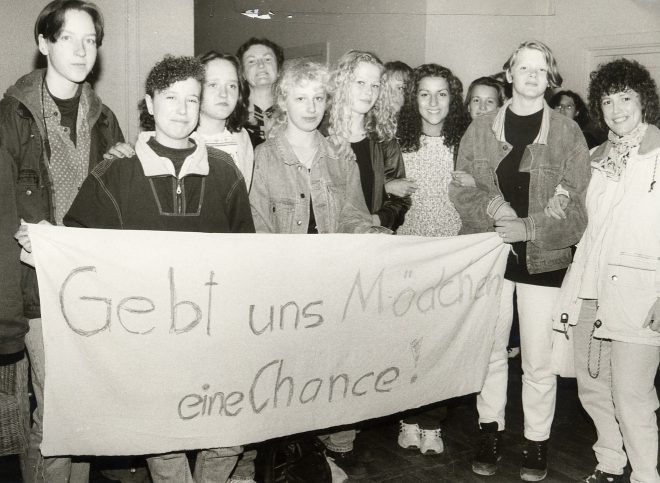 Gebt uns Mädchen
eine Chance!